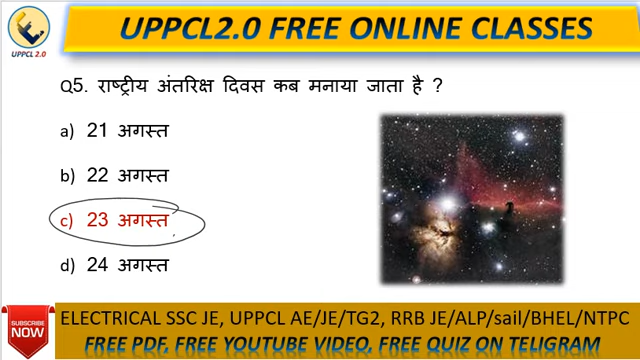 UPPCL 2.0
UPPCL2.0 FREE ONLINE CLASSES
Q5. राष्ट्रीय अंतरिक्ष दिवस कब मनाया जाता है ?
a) 21 अगस्त
b) 22 अगस्त
c) 23 अगस्त
d) 24 अगस्त
SUBSCRIBE
NOW
ELECTRICAL SSC JE, UPPCL AE/JE/TG2, RRB JE/ALP/sail/BHEL/NTPC
FREE PDF, FREE YOUTUBE VIDEO, FREE QUIZ ON TELIGRAM